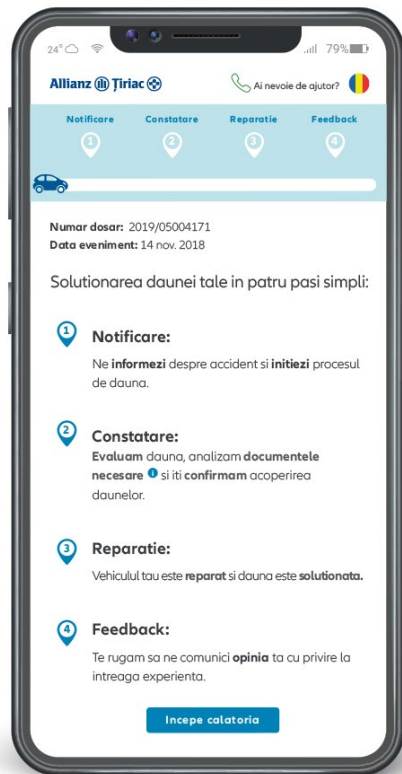 24°
79%
Allianz Țiriac
Ai nevoie de ajutor?
Notificare Constatare Reparatie Feedback
1 2 3 4
Numar dosar: 2019/05004171
Data eveniment: 14 nov. 2018
Solutionarea daunei tale in patru pasi simpli:
1 Notificare:
Ne informezi despre accident si initiezi procesul
de dauna.
2 Constatare:
Evaluam dauna, analizam documentele
necesare i si iti confirmam acoperirea
daunelor.
3 Reparatie:
Vehiculul tau este reparat si dauna este solutionata.
4 Feedback:
Te rugam sa ne comunici opinia ta cu privire la
intreaga experienta.
Incepe calatoria